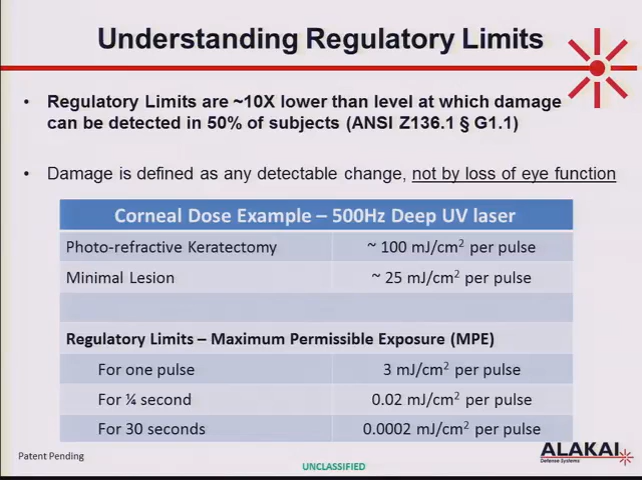 Understanding Regulatory Limits
• Regulatory Limits are ~10X lower than level at which damage
can be detected in 50% of subjects (ANSI Z136.1 § G1.1)
• Damage is defined as any detectable change, not by loss of eye function
Corneal Dose Example – 500Hz Deep UV laser
Photo-refractive Keratectomy ~ 100 mJ/cm² per pulse
Minimal Lesion ~ 25 mJ/cm² per pulse
Regulatory Limits – Maximum Permissible Exposure (MPE)
For one pulse 3 mJ/cm² per pulse
For ¼ second 0.02 mJ/cm² per pulse
For 30 seconds 0.0002 mJ/cm² per pulse
Patent Pending
UNCLASSIFIED
ALAKAI
Defense Systems